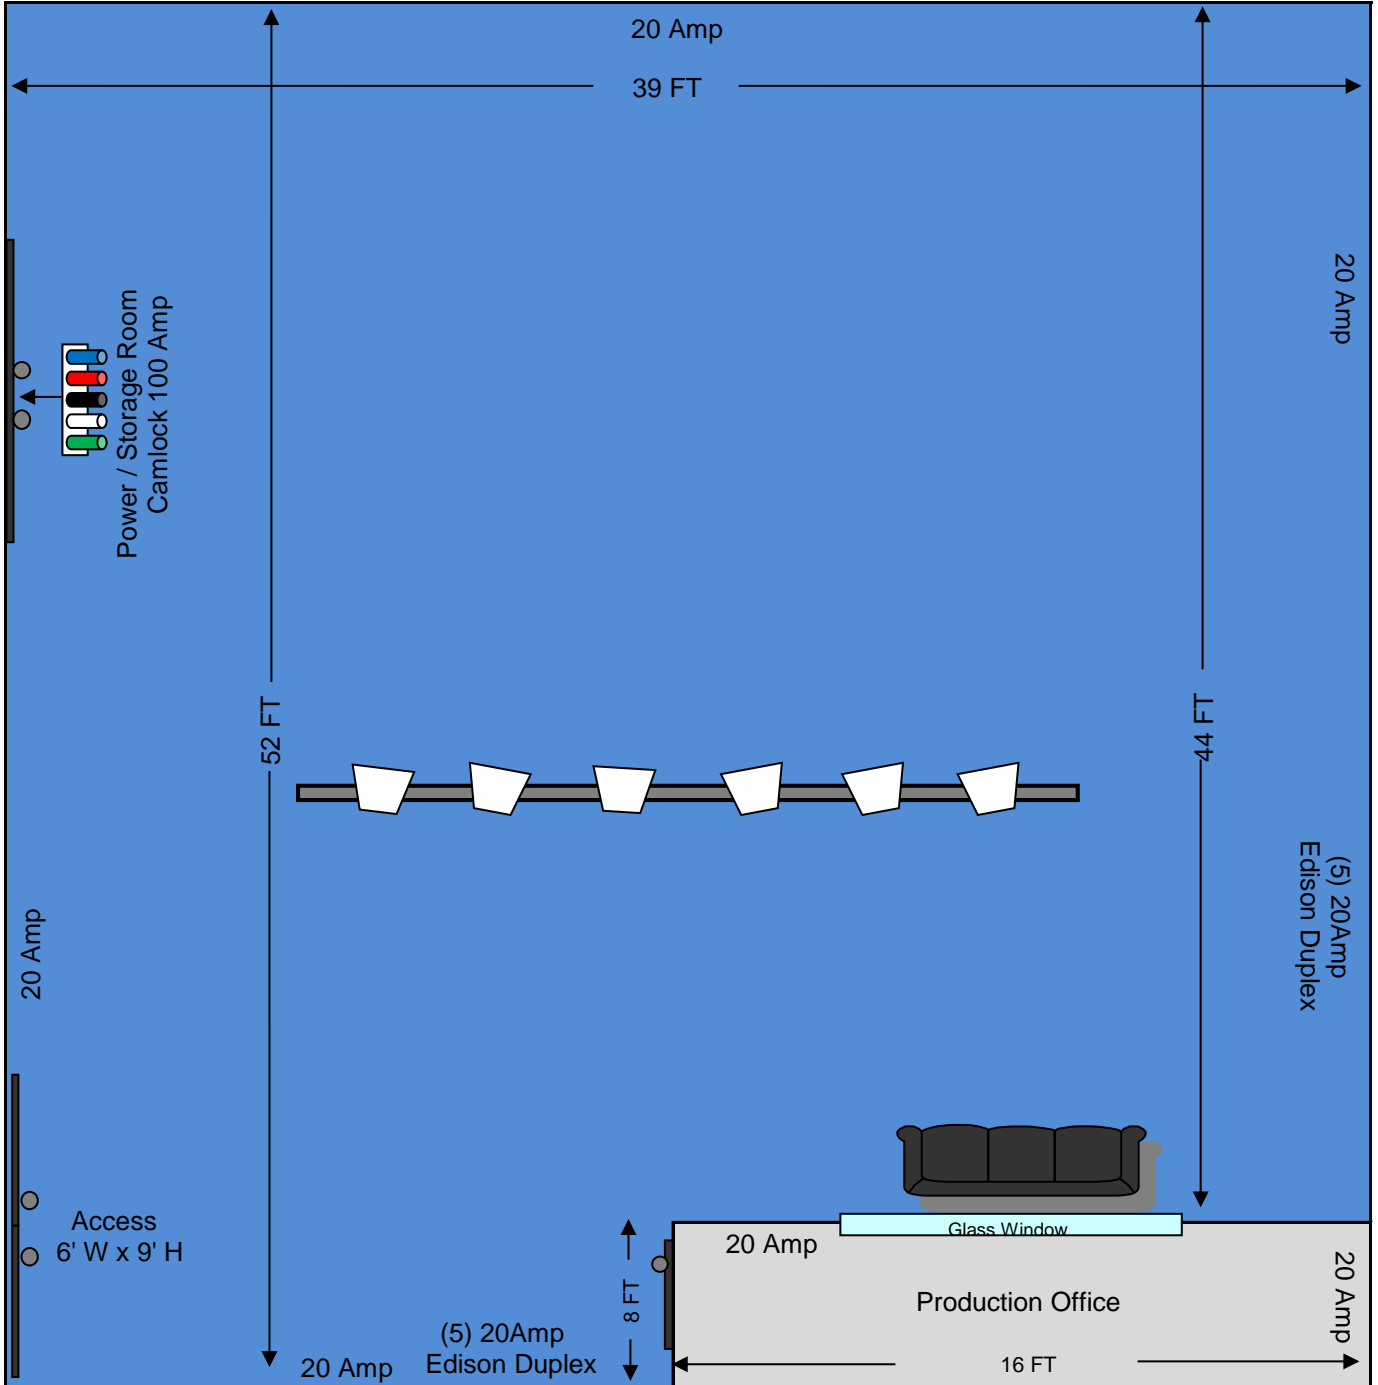 20 Amp
39 FT
20 Amp
Power / Storage Room
Camlock 100 Amp
52 FT
44 FT
(5) 20Amp
Edison Duplex
20 Amp
Glass Window
Access
6' W x 9' H
20 Amp
8 FT
20 Amp
Production Office
(5) 20Amp
Edison Duplex
20 Amp
16 FT